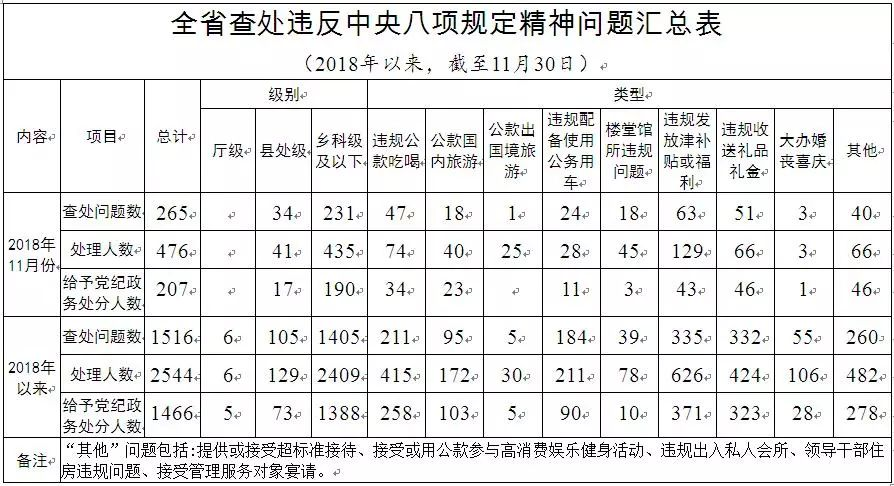 全省查处违反中央八项规定精神问题汇总表
（2018年以来，截至11月30日）
内容 项目 总计 级别 类型
厅级 县处级 乡科级及以下 违规公款吃喝 公款国内旅游 公款出国境旅游 违规配备使用公务用车 楼堂馆所违规问题 违规发放津补贴或福利 违规收送礼品礼金 大办婚丧喜庆 其他
2018年11月份 查处问题数 265 34 231 47 18 1 24 18 63 51 3 40
处理人数 476 41 435 74 40 25 28 45 129 66 3 66
给予党纪政务处分人数 207 17 190 34 23 11 3 43 46 1 46
2018年以来 查处问题数 1516 6 105 1405 211 95 5 184 39 335 332 55 260
处理人数 2544 6 129 2409 415 172 30 211 78 626 424 106 482
给予党纪政务处分人数 1466 5 73 1388 258 103 5 90 10 371 323 28 278
备注 “其他”问题包括:提供或接受超标准接待、接受或用公款参与高消费娱乐健身活动、违规出入私人会所、领导干部住
房违规问题、接受管理服务对象宴请。